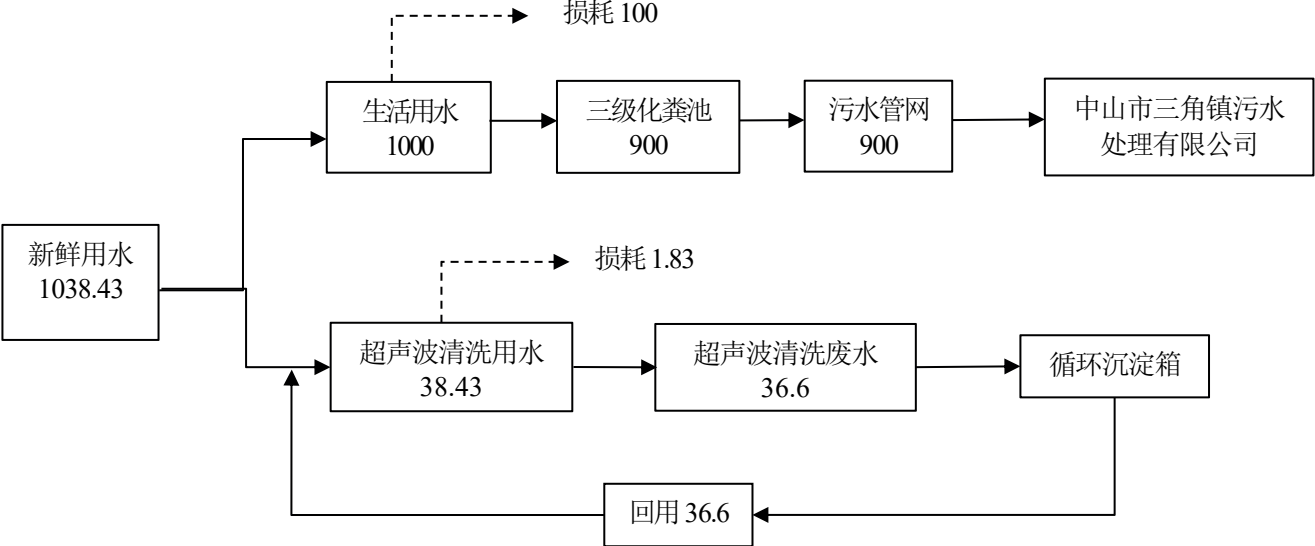 损耗 100
生活用水
1000
三级化粪池
900
污水管网
900
中山市三角镇污水
处理有限公司
新鲜用水
1038.43
损耗 1.83
超声波清洗用水
38.43
超声波清洗废水
36.6
循环沉淀箱
回用 36.6